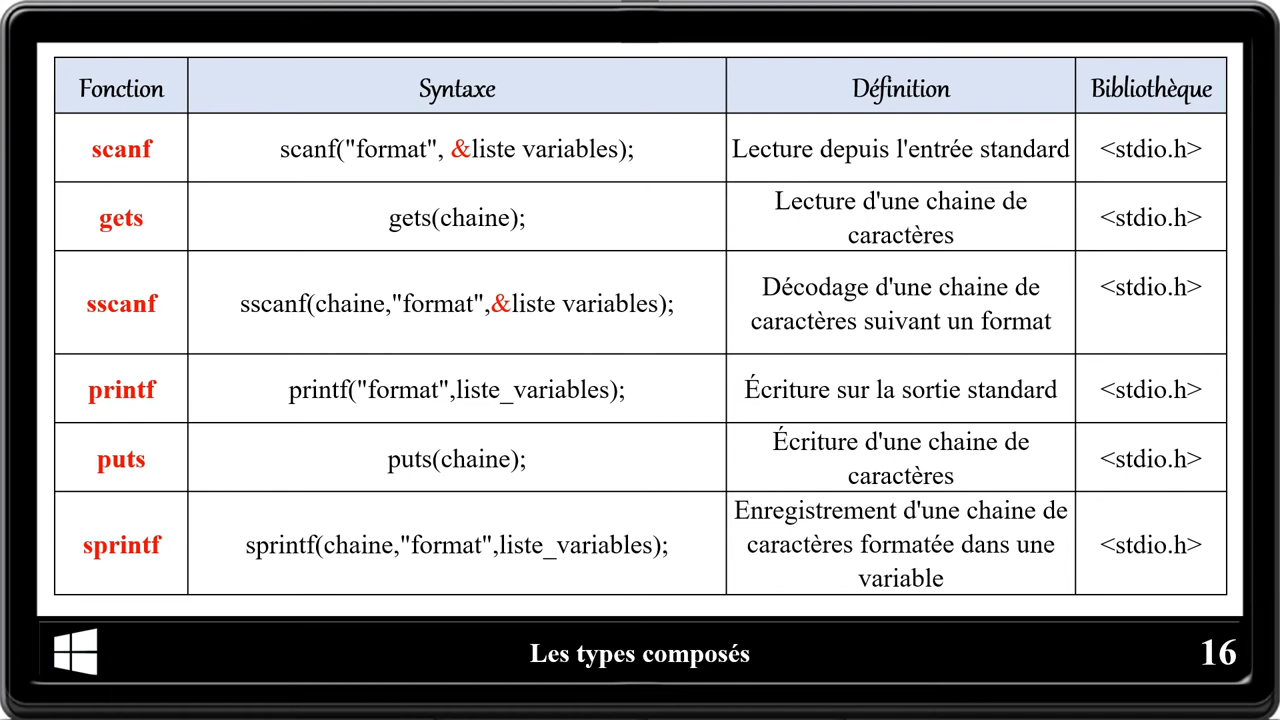 Fonction Syntaxe Définition Bibliothèque
scanf scanf("format", &liste variables); Lecture depuis l'entrée standard <stdio.h>
gets gets(chaine); Lecture d'une chaine de
caractères <stdio.h>
sscanf sscanf(chaine,"format",&liste variables); Décodage d'une chaine de
caractères suivant un format <stdio.h>
printf printf("format",liste_variables); Écriture sur la sortie standard <stdio.h>
puts puts(chaine); Écriture d'une chaine de
caractères <stdio.h>
sprintf sprintf(chaine,"format",liste_variables); Enregistrement d'une chaine de
caractères formatée dans une
variable <stdio.h>
Les types composés 16